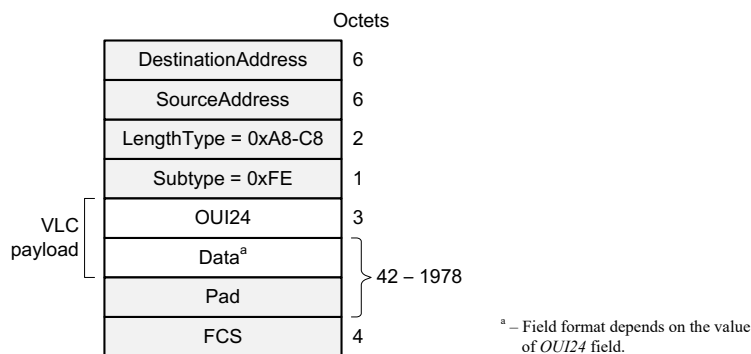 Octets
DestinationAddress 6
SourceAddress 6
LengthType = 0xA8-C8 2
Subtype = 0xFE 1
VLC
payload
OUI24 3
Dataᵃ
42 – 1978
Pad
FCS 4
ᵃ – Field format depends on the value
of OUI24 field.